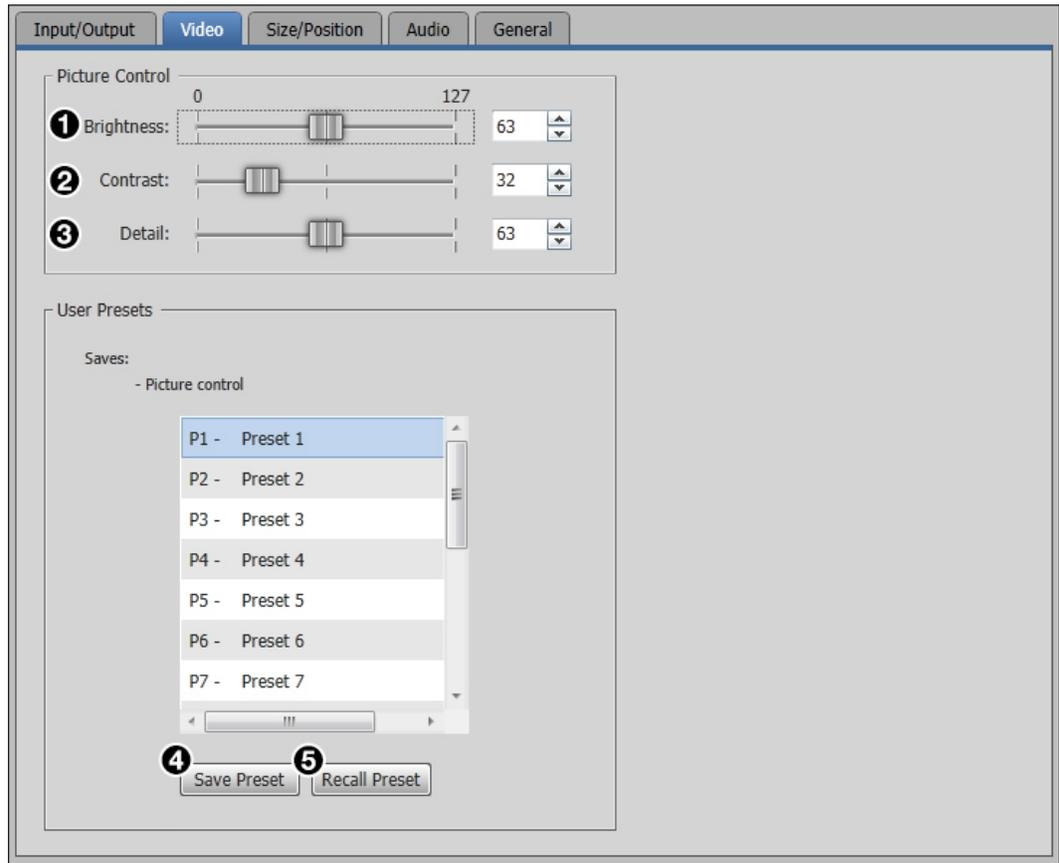 Input/Output Video Size/Position Audio General
Picture Control
0 127
1 Brightness: 63
2 Contrast: 32
3 Detail: 63
User Presets
Saves:
- Picture control
P1 - Preset 1
P2 - Preset 2
P3 - Preset 3
P4 - Preset 4
P5 - Preset 5
P6 - Preset 6
P7 - Preset 7
4 Save Preset 5 Recall Preset